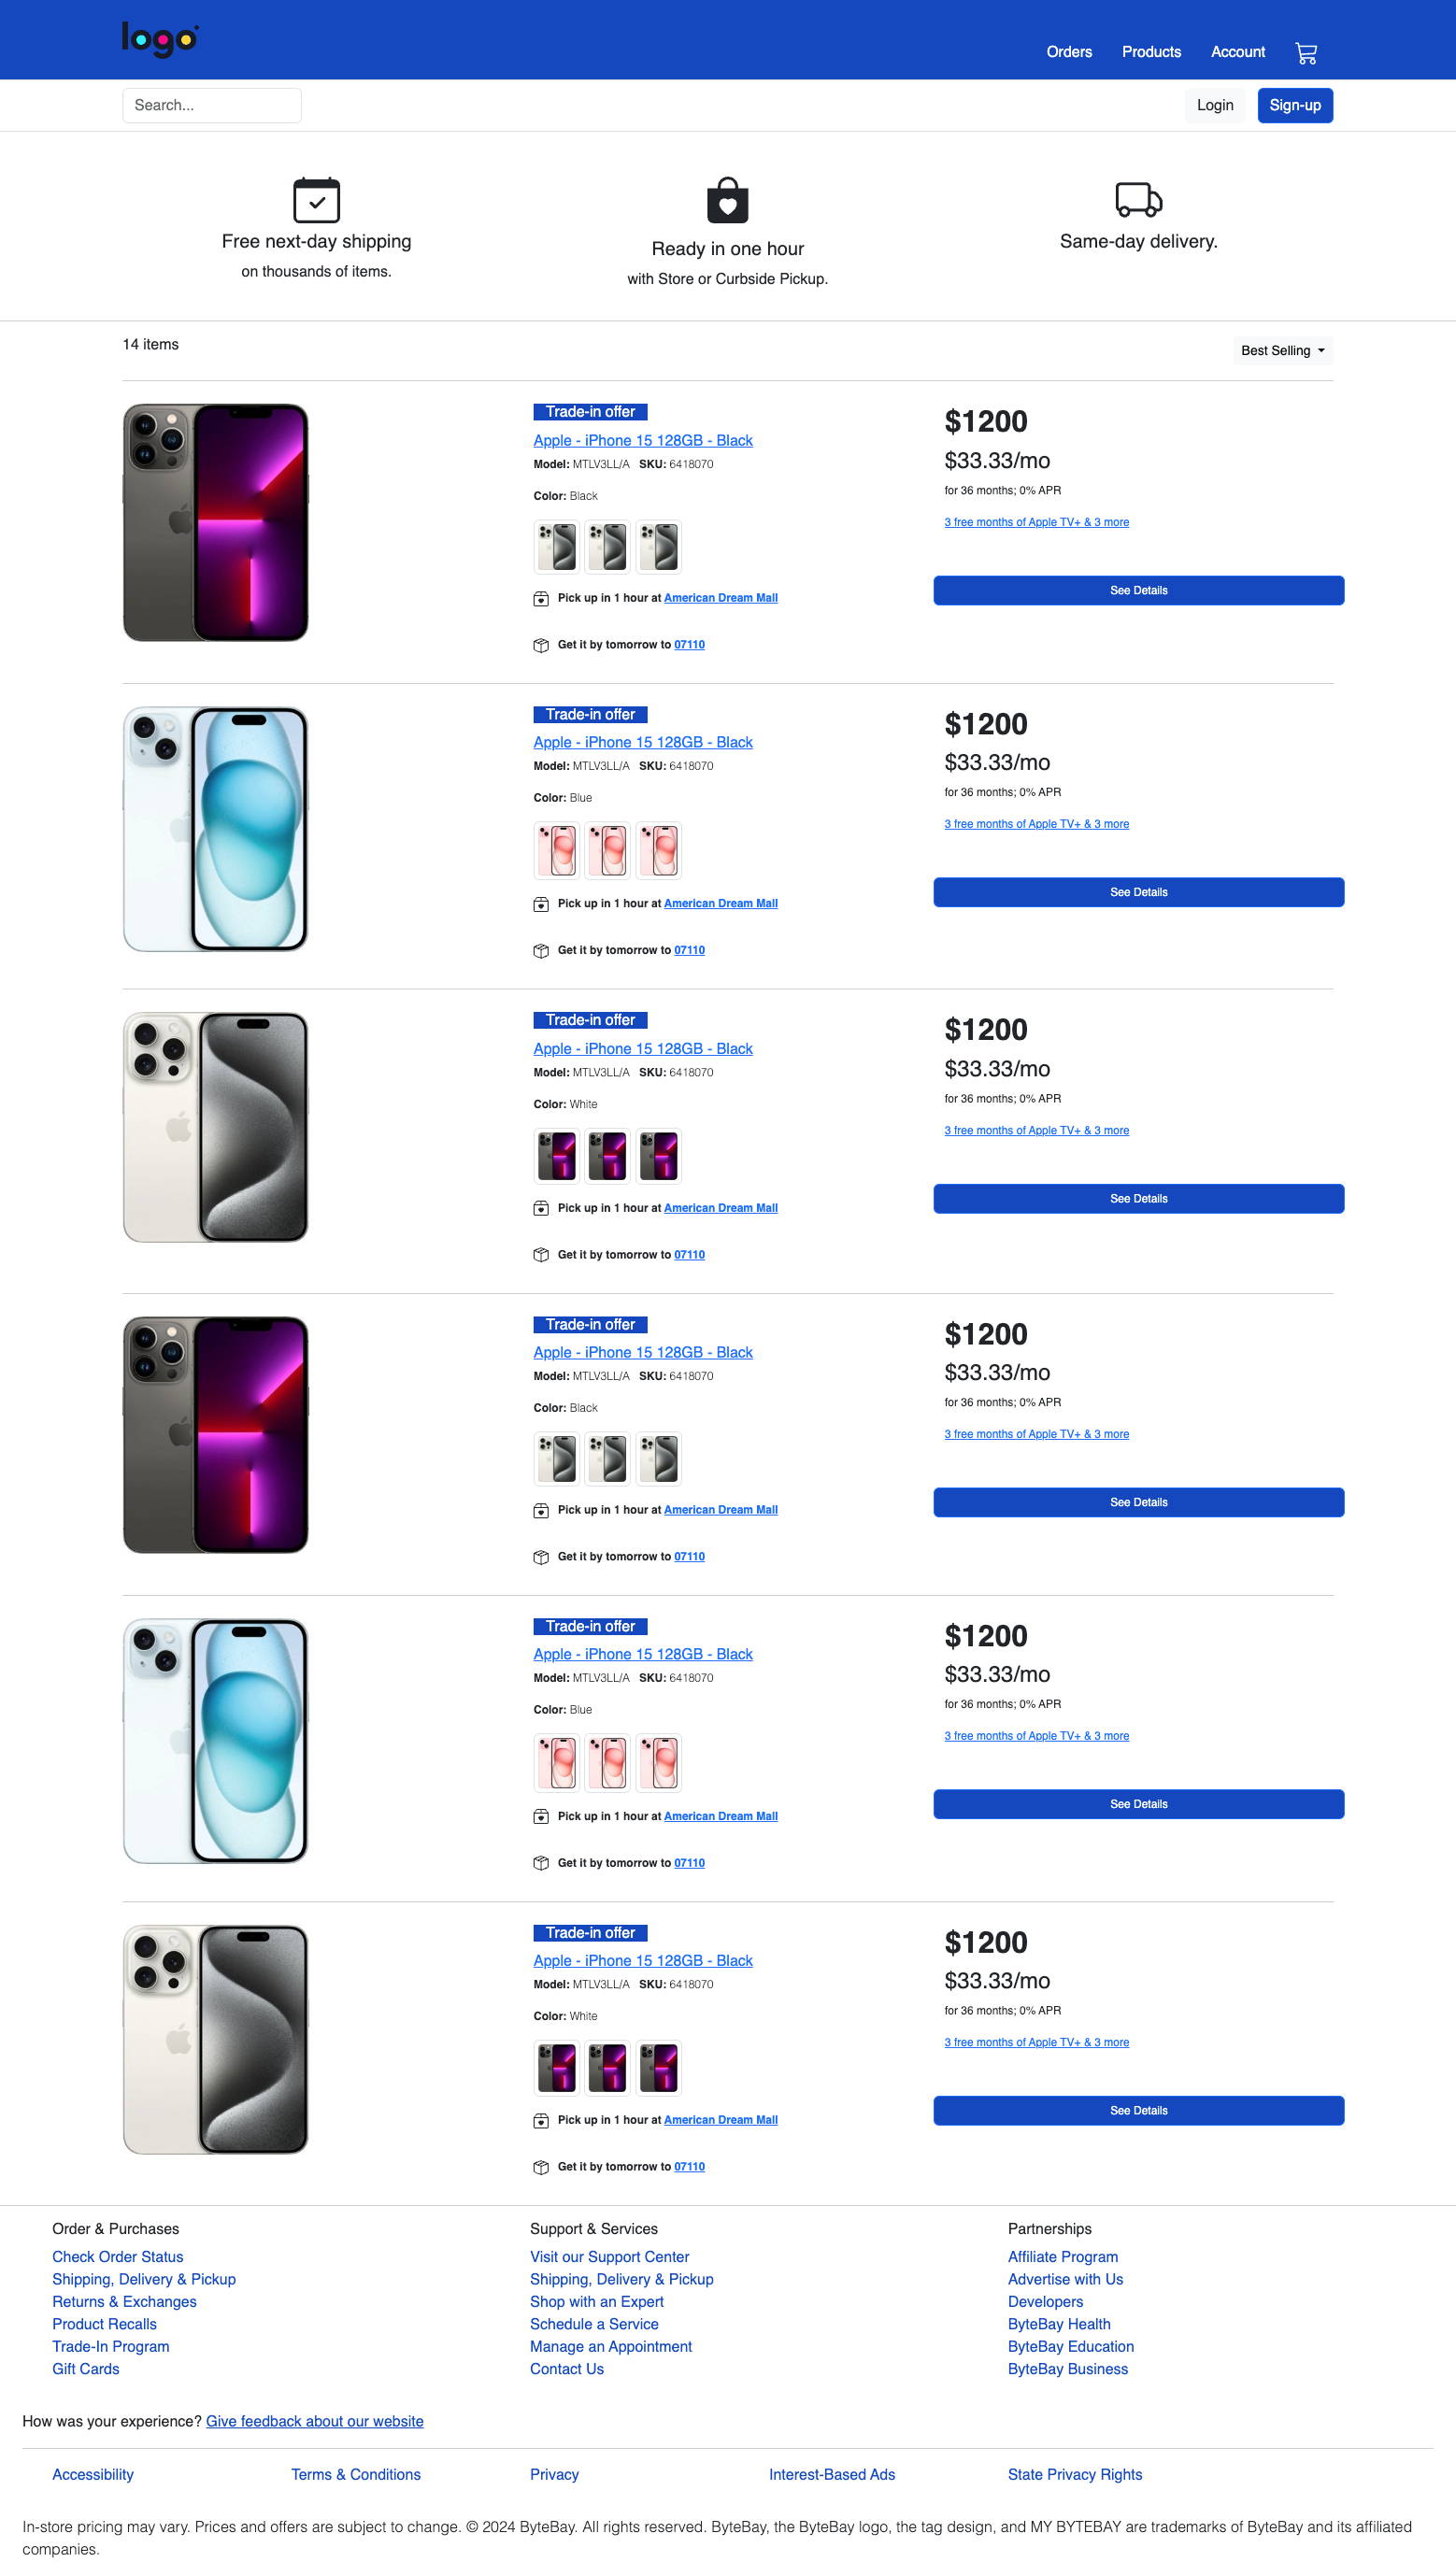 logo
Orders Products Account
Search... Login Sign-up
Free next-day shipping
on thousands of items.
Ready in one hour
with Store or Curbside Pickup.
Same-day delivery.
14 items Best Selling
Trade-in offer
Apple - iPhone 15 128GB - Black
Model: MTLV3LL/A SKU: 6418070
Color: Black
Pick up in 1 hour at American Dream Mall
Get it by tomorrow to 07110
$1200
$33.33/mo
for 36 months; 0% APR
3 free months of Apple TV+ & 3 more
See Details
Trade-in offer
Apple - iPhone 15 128GB - Black
Model: MTLV3LL/A SKU: 6418070
Color: Blue
Pick up in 1 hour at American Dream Mall
Get it by tomorrow to 07110
$1200
$33.33/mo
for 36 months; 0% APR
3 free months of Apple TV+ & 3 more
See Details
Trade-in offer
Apple - iPhone 15 128GB - Black
Model: MTLV3LL/A SKU: 6418070
Color: White
Pick up in 1 hour at American Dream Mall
Get it by tomorrow to 07110
$1200
$33.33/mo
for 36 months; 0% APR
3 free months of Apple TV+ & 3 more
See Details
Trade-in offer
Apple - iPhone 15 128GB - Black
Model: MTLV3LL/A SKU: 6418070
Color: Black
Pick up in 1 hour at American Dream Mall
Get it by tomorrow to 07110
$1200
$33.33/mo
for 36 months; 0% APR
3 free months of Apple TV+ & 3 more
See Details
Trade-in offer
Apple - iPhone 15 128GB - Black
Model: MTLV3LL/A SKU: 6418070
Color: Blue
Pick up in 1 hour at American Dream Mall
Get it by tomorrow to 07110
$1200
$33.33/mo
for 36 months; 0% APR
3 free months of Apple TV+ & 3 more
See Details
Trade-in offer
Apple - iPhone 15 128GB - Black
Model: MTLV3LL/A SKU: 6418070
Color: White
Pick up in 1 hour at American Dream Mall
Get it by tomorrow to 07110
$1200
$33.33/mo
for 36 months; 0% APR
3 free months of Apple TV+ & 3 more
See Details
Order & Purchases
Check Order Status
Shipping, Delivery & Pickup
Returns & Exchanges
Product Recalls
Trade-In Program
Gift Cards
Support & Services
Visit our Support Center
Shipping, Delivery & Pickup
Shop with an Expert
Schedule a Service
Manage an Appointment
Contact Us
Partnerships
Affiliate Program
Advertise with Us
Developers
ByteBay Health
ByteBay Education
ByteBay Business
How was your experience? Give feedback about our website
Accessibility Terms & Conditions Privacy Interest-Based Ads State Privacy Rights
In-store pricing may vary. Prices and offers are subject to change. © 2024 ByteBay. All rights reserved. ByteBay, the ByteBay logo, the tag design, and MY BYTEBAY are trademarks of ByteBay and its affiliated
companies.